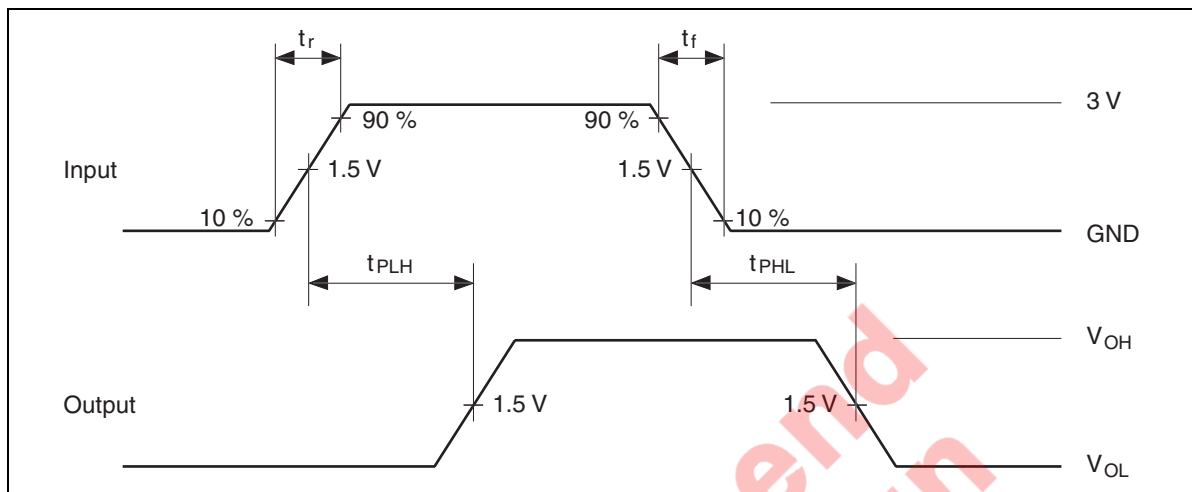 tr
tf
3 V
90 %
90 %
Input
1.5 V
1.5 V
10 %
10 %
GND
tPLH
tPHL
VOH
Output
1.5 V
1.5 V
VOL
end